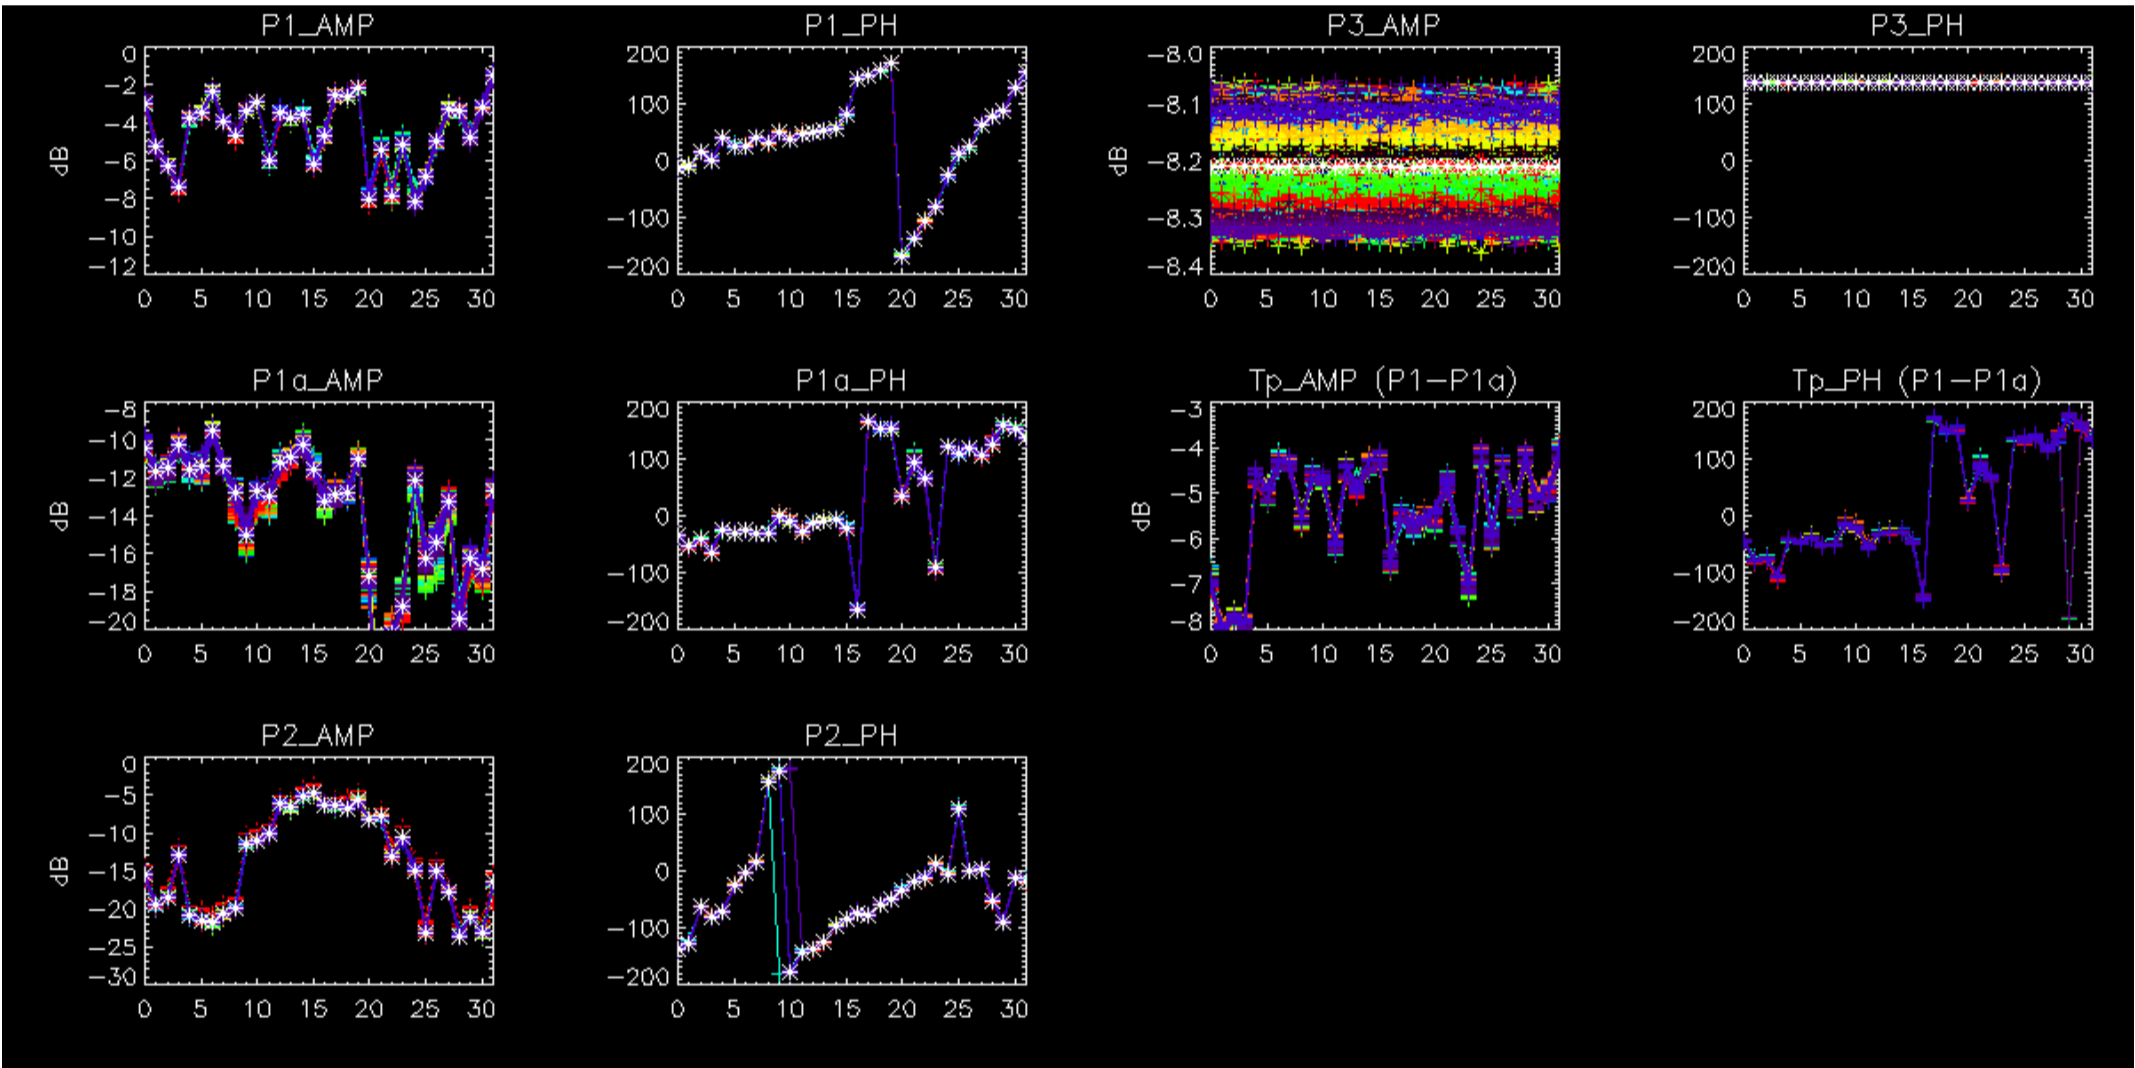 P1_AMP
0
-2
-4
-6
-8
-10
-12
dB
0 5 10 15 20 25 30
P1_PH
200
100
0
-100
-200
0 5 10 15 20 25 30
P3_AMP
-8.0
-8.1
-8.2
-8.3
-8.4
dB
0 5 10 15 20 25 30
P3_PH
200
100
0
-100
-200
0 5 10 15 20 25 30
P1a_AMP
-8
-10
-12
-14
-16
-18
-20
dB
0 5 10 15 20 25 30
P1a_PH
200
100
0
-100
-200
0 5 10 15 20 25 30
Tp_AMP (P1-P1a)
-3
-4
-5
-6
-7
-8
dB
0 5 10 15 20 25 30
Tp_PH (P1-P1a)
200
100
0
-100
-200
0 5 10 15 20 25 30
P2_AMP
0
-5
-10
-15
-20
-25
-30
dB
0 5 10 15 20 25 30
P2_PH
200
100
0
-100
-200
0 5 10 15 20 25 30